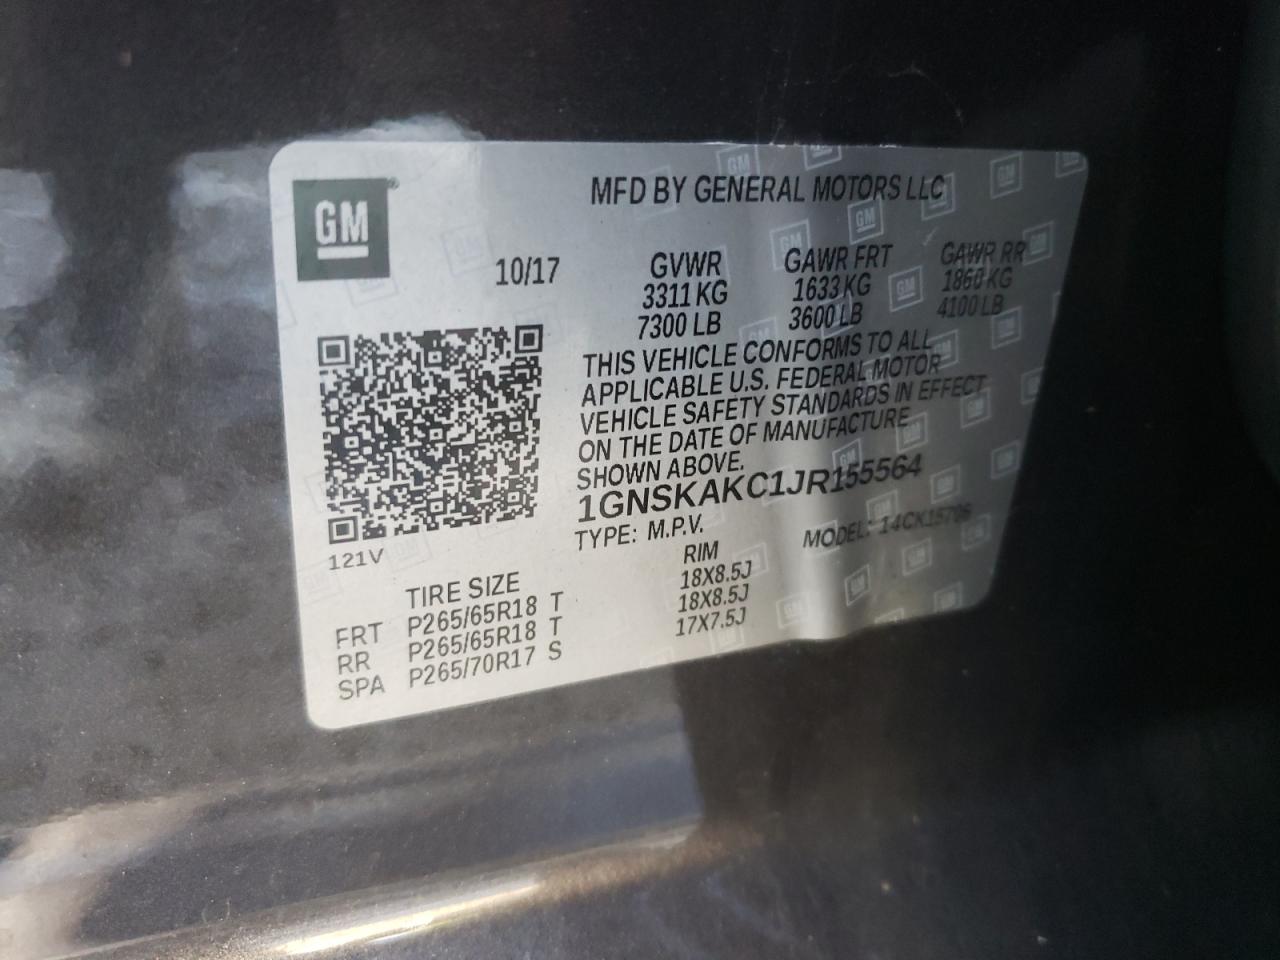 GM
MFD BY GENERAL MOTORS LLC
10/17
GVWR GAWR FRT GAWR RR
3311 KG 1633 KG 1860 KG
7300 LB 3600 LB 4100 LB
THIS VEHICLE CONFORMS TO ALL
APPLICABLE U.S. FEDERAL MOTOR
VEHICLE SAFETY STANDARDS IN EFFECT
ON THE DATE OF MANUFACTURE
SHOWN ABOVE.
1GNSKAKC1JR155564
TYPE: M.P.V. MODEL: 14CK15706
121V
TIRE SIZE RIM
FRT P265/65R18 T 18X8.5J
RR P265/65R18 T 18X8.5J
SPA P265/70R17 S 17X7.5J